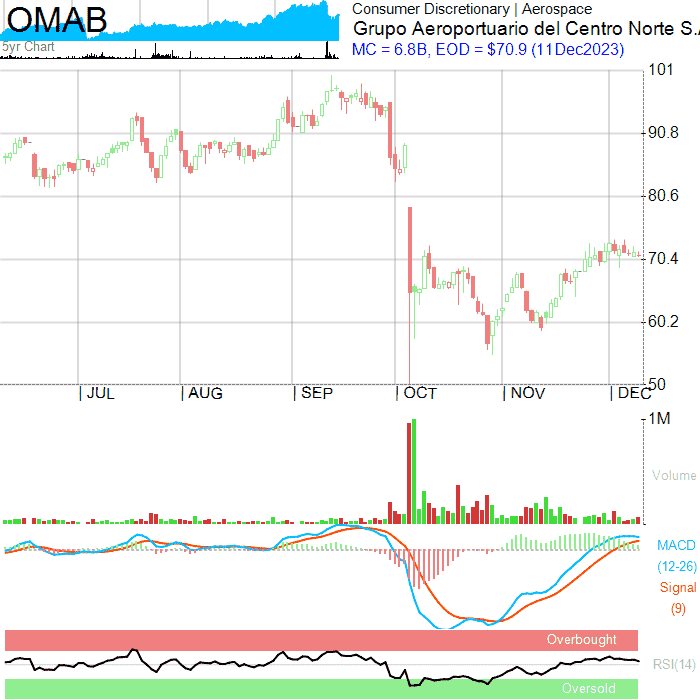 OMAB
5yr Chart
Consumer Discretionary | Aerospace
Grupo Aeroportuario del Centro Norte S.A
MC = 6.8B, EOD = $70.9 (11Dec2023)
101
90.8
80.6
70.4
60.2
50
JUL
AUG
SEP
OCT
NOV
DEC
1M
Volume
MACD
(12-26)
Signal
(9)
Overbought
RSI(14)
Oversold